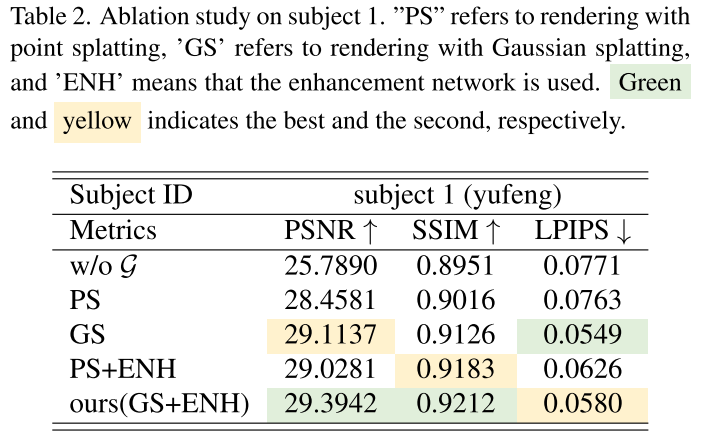 Table 2. Ablation study on subject 1. ”PS” refers to rendering with
point splatting, ’GS’ refers to rendering with Gaussian splatting,
and ’ENH’ means that the enhancement network is used. Green
and yellow indicates the best and the second, respectively.
Subject ID subject 1 (yufeng)
Metrics PSNR ↑ SSIM ↑ LPIPS ↓
w/o 𝒢 25.7890 0.8951 0.0771
PS 28.4581 0.9016 0.0763
GS 29.1137 0.9126 0.0549
PS+ENH 29.0281 0.9183 0.0626
ours(GS+ENH) 29.3942 0.9212 0.0580